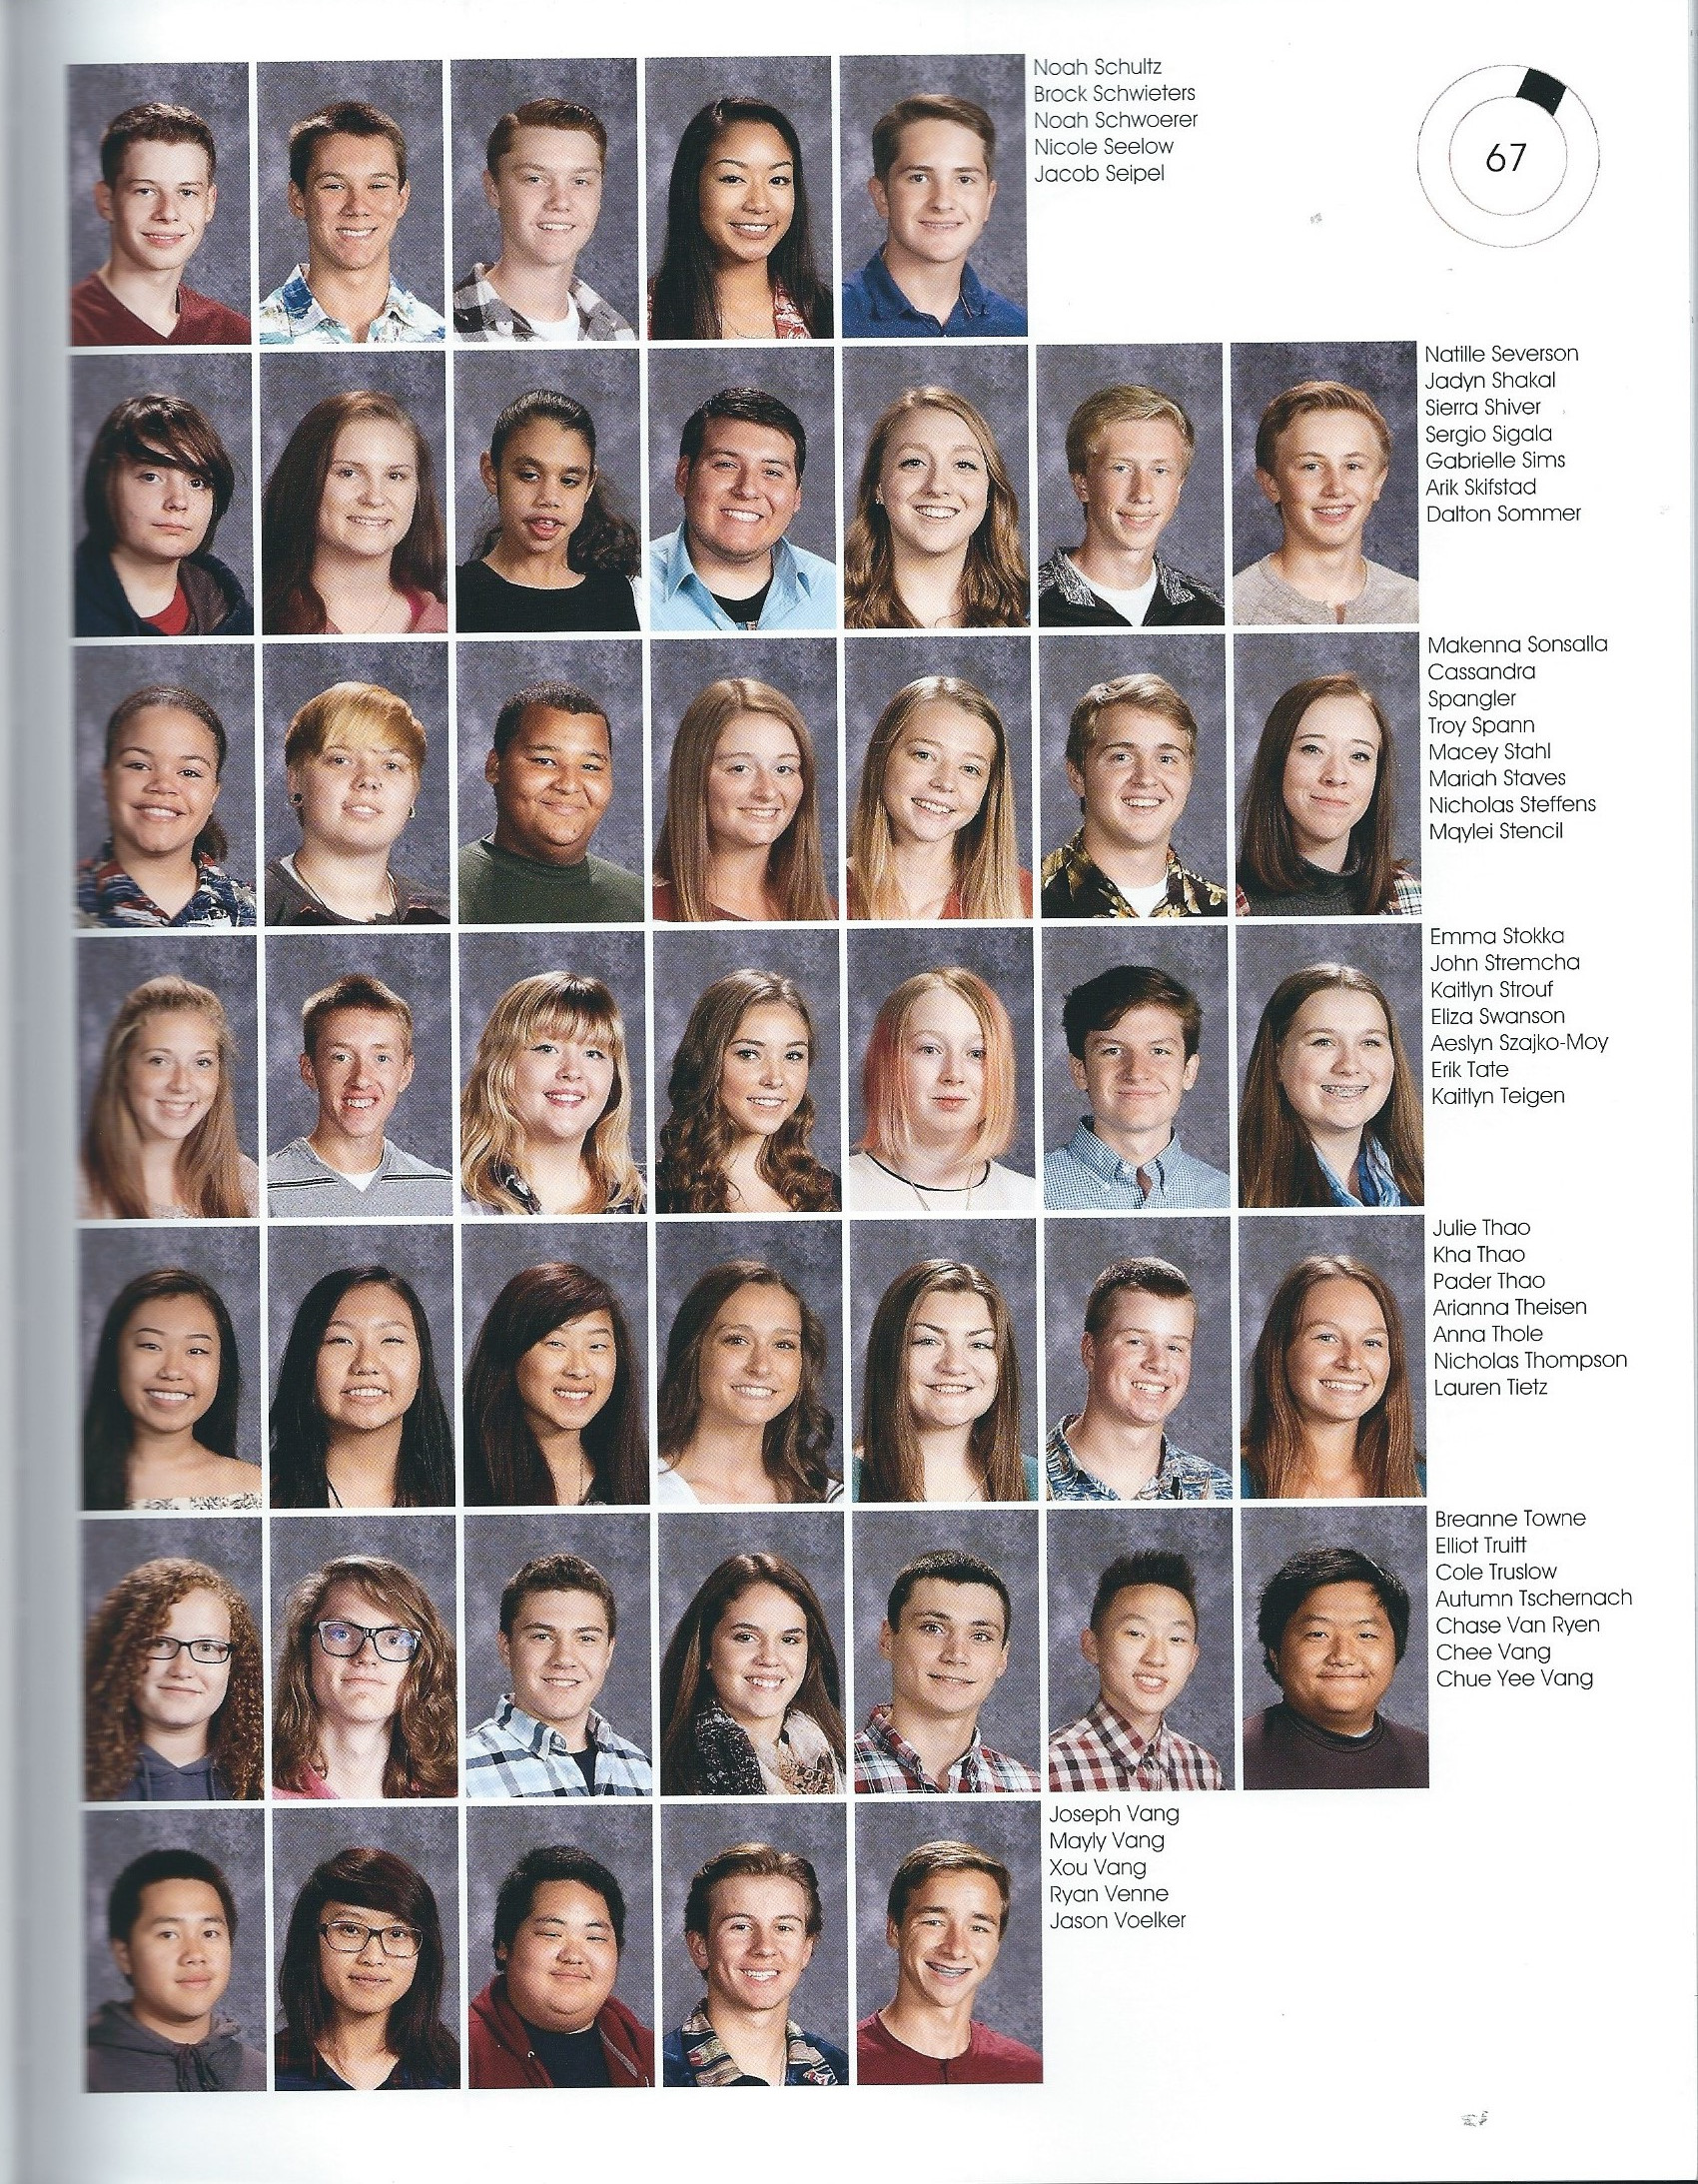 Noah Schultz
Brock Schwieters
Noah Schwoerer
Nicole Seelow
Jacob Seipel
67
Natille Severson
Jadyn Shakal
Sierra Shiver
Sergio Sigala
Gabrielle Sims
Arik Skifstad
Dalton Sommer
Makenna Sonsalla
Cassandra
Spangler
Troy Spann
Macey Stahl
Mariah Staves
Nicholas Steffens
Mqylei Stencil
Emma Stokka
John Stremcha
Kaitlyn Strouf
Eliza Swanson
Aeslyn Szajko-Moy
Erik Tate
Kaitlyn Teigen
Julie Thao
Kha Thao
Pader Thao
Arianna Theisen
Anna Thole
Nicholas Thompson
Lauren Tietz
Breanne Towne
Elliot Truitt
Cole Truslow
Autumn Tschernach
Chase Van Ryen
Chee Vang
Chue Yee Vang
Joseph Vang
Mayly Vang
Xou Vang
Ryan Venne
Jason Voelker